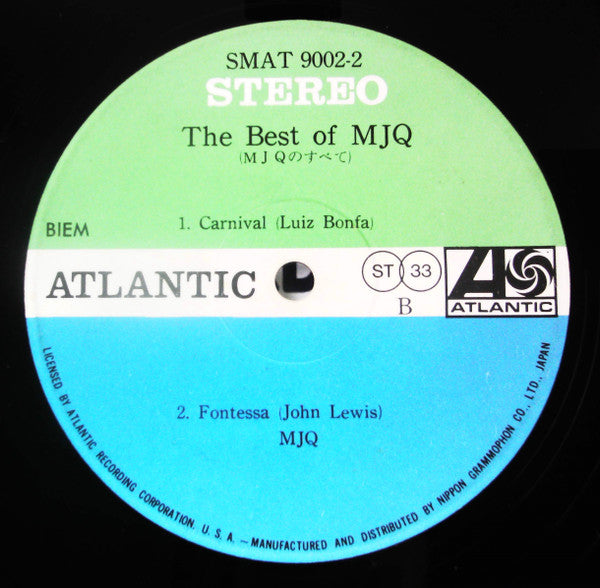 SMAT 9002-2
STEREO
The Best of MJQ
(MJQのすべて)
BIEM
1. Carnival (Luiz Bonfa)
ATLANTIC
ST 33
B
ATLANTIC
2. Fontessa (John Lewis)
MJQ
LICENSED BY ATLANTIC RECORDING CORPORATION, U. S. A. —MANUFACTURED AND DISTRIBUTED BY NIPPON GRAMMOPHON CO., LTD., JAPAN